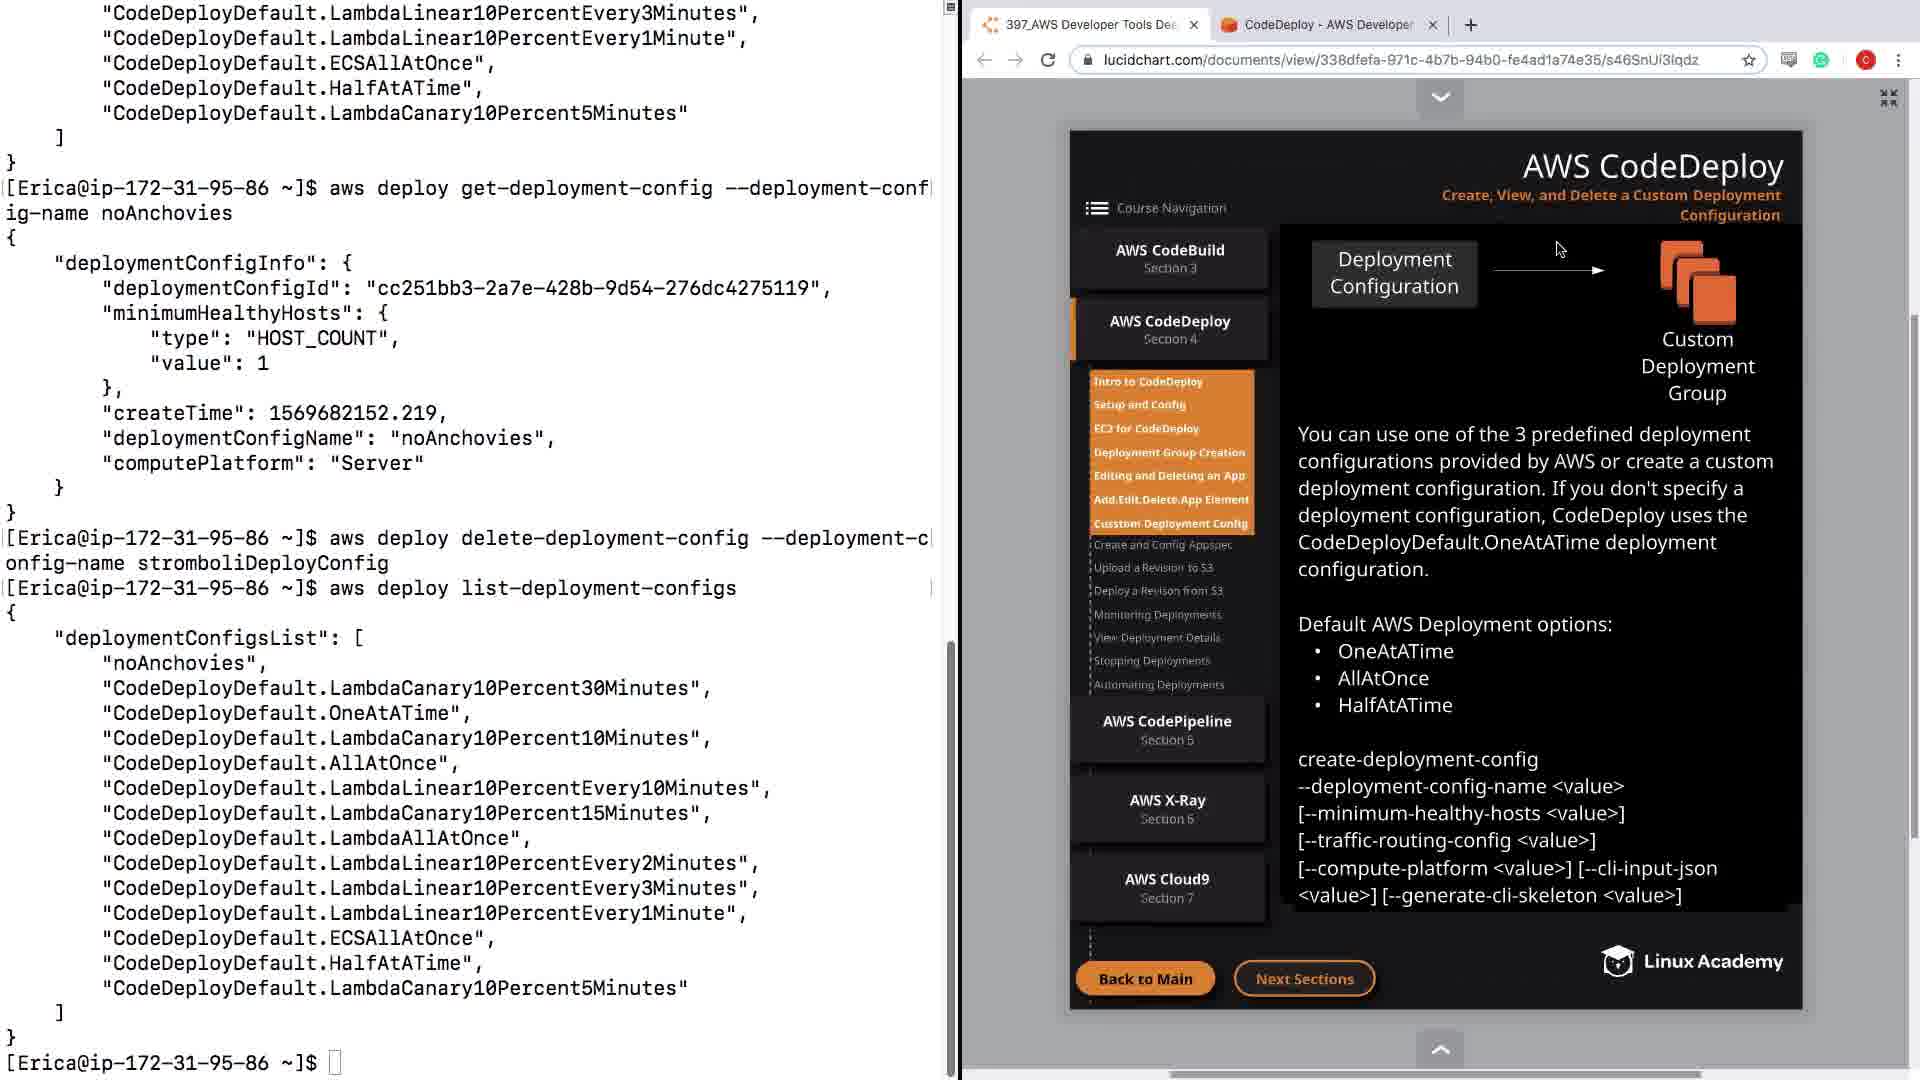 "CodeDeployDefault.LambdaLinear10PercentEvery3Minutes",
"CodeDeployDefault.LambdaLinear10PercentEvery1Minute",
"CodeDeployDefault.ECSAllAtOnce",
"CodeDeployDefault.HalfAtATime",
"CodeDeployDefault.LambdaCanary10Percent5Minutes"
]
}
[Erica@ip-172-31-95-86 ~]$ aws deploy get-deployment-config --deployment-conf
ig-name noAnchovies
{
"deploymentConfigInfo": {
"deploymentConfigId": "cc251bb3-2a7e-428b-9d54-276dc4275119",
"minimumHealthyHosts": {
"type": "HOST_COUNT",
"value": 1
},
"createTime": 1569682152.219,
"deploymentConfigName": "noAnchovies",
"computePlatform": "Server"
}
}
[Erica@ip-172-31-95-86 ~]$ aws deploy delete-deployment-config --deployment-c
onfig-name stromboliDeployConfig
[Erica@ip-172-31-95-86 ~]$ aws deploy list-deployment-configs
{
"deploymentConfigsList": [
"noAnchovies",
"CodeDeployDefault.LambdaCanary10Percent30Minutes",
"CodeDeployDefault.OneAtATime",
"CodeDeployDefault.LambdaCanary10Percent10Minutes",
"CodeDeployDefault.AllAtOnce",
"CodeDeployDefault.LambdaLinear10PercentEvery10Minutes",
"CodeDeployDefault.LambdaCanary10Percent15Minutes",
"CodeDeployDefault.LambdaAllAtOnce",
"CodeDeployDefault.LambdaLinear10PercentEvery2Minutes",
"CodeDeployDefault.LambdaLinear10PercentEvery3Minutes",
"CodeDeployDefault.LambdaLinear10PercentEvery1Minute",
"CodeDeployDefault.ECSAllAtOnce",
"CodeDeployDefault.HalfAtATime",
"CodeDeployDefault.LambdaCanary10Percent5Minutes"
]
}
[Erica@ip-172-31-95-86 ~]$
397_AWS Developer Tools Dee
CodeDeploy - AWS Developer
lucidchart.com/documents/view/338dfefa-971c-4b7b-94b0-fe4ad1a74e35/s46SnUi3lqdz
C
AWS CodeDeploy
Create, View, and Delete a Custom Deployment
Configuration
Course Navigation
AWS CodeBuild
Section 3
AWS CodeDeploy
Section 4
Intro to CodeDeploy
Setup and Config
EC2 for CodeDeploy
Deployment Group Creation
Editing and Deleting an App
Add.Edit.Delete.App Element
Cusstom Deployment Config
Create and Config Appspec
Upload a Revision to S3
Deploy a Revison from S3
Monitoring Deployments
View Deployment Details
Stopping Deployments
Automating Deployments
AWS CodePipeline
Section 5
AWS X-Ray
Section 6
AWS Cloud9
Section 7
Back to Main
Next Sections
Deployment
Configuration
Custom
Deployment
Group
You can use one of the 3 predefined deployment
configurations provided by AWS or create a custom
deployment configuration. If you don't specify a
deployment configuration, CodeDeploy uses the
CodeDeployDefault.OneAtATime deployment
configuration.
Default AWS Deployment options:
• OneAtATime
• AllAtOnce
• HalfAtATime
create-deployment-config
--deployment-config-name <value>
[--minimum-healthy-hosts <value>]
[--traffic-routing-config <value>]
[--compute-platform <value>] [--cli-input-json
<value>] [--generate-cli-skeleton <value>]
Linux Academy